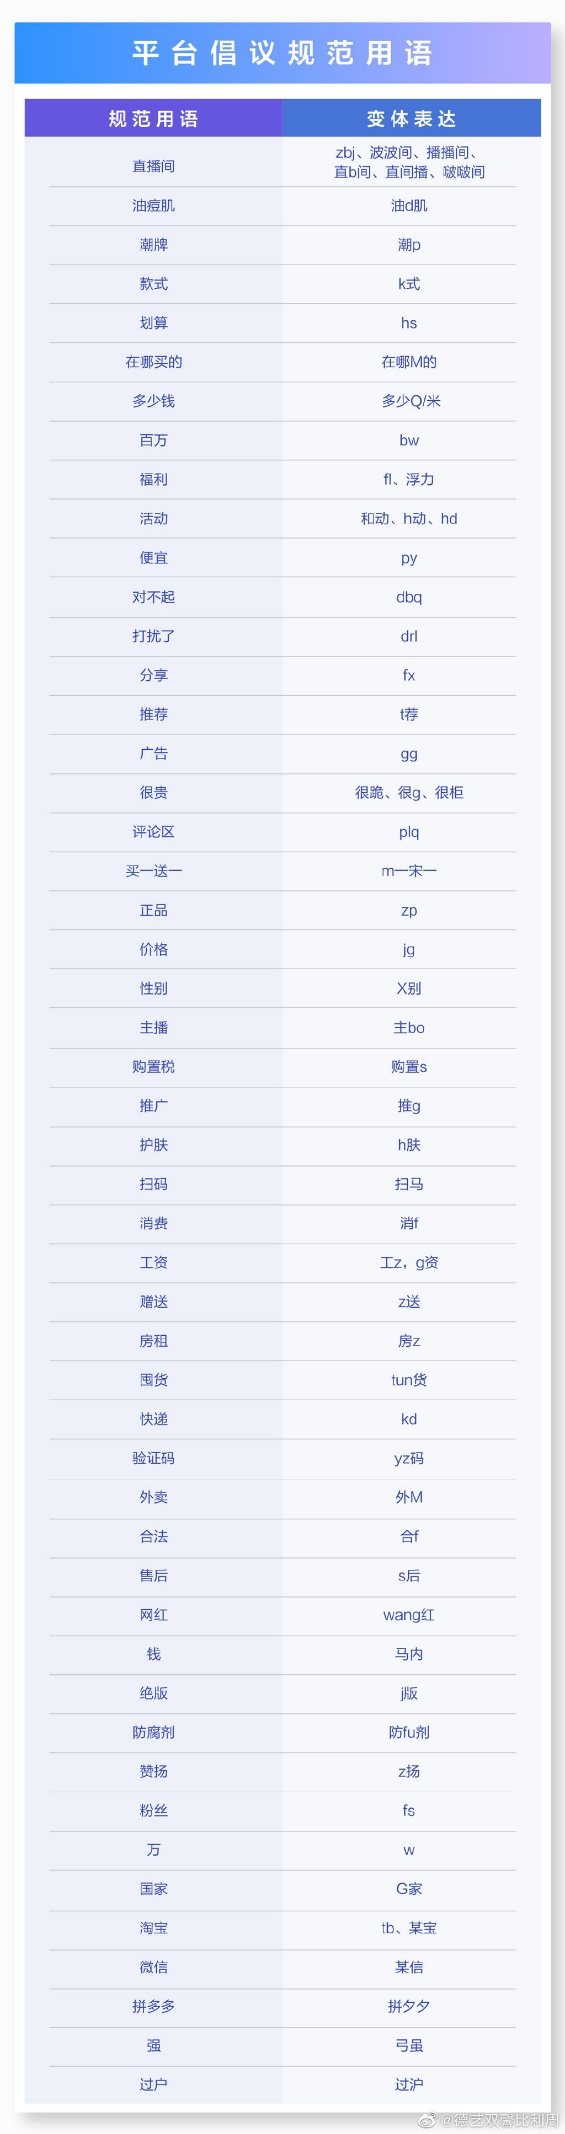 平台倡议规范用语
规范用语 变体表达
直播间 zbj、波波间、播播间、
直b间、直间播、啵啵间
油痘肌 油d肌
潮牌 潮p
款式 k式
划算 hs
在哪买的 在哪M的
多少钱 多少Q/米
百万 bw
福利 fl、浮力
活动 和动、h动、hd
便宜 py
对不起 dbq
打扰了 drl
分享 fx
推荐 t荐
广告 gg
很贵 很跪、很g、很柜
评论区 plq
买一送一 m一宋一
正品 zp
价格 jg
性别 X别
主播 主bo
购置税 购置s
推广 推g
护肤 h肤
扫码 扫马
消费 消f
工资 工z，g资
赠送 z送
房租 房z
囤货 tun货
快递 kd
验证码 yz码
外卖 外M
合法 合f
售后 s后
网红 wang红
钱 马内
绝版 j版
防腐剂 防fu剂
赞扬 z扬
粉丝 fs
万 w
国家 G家
淘宝 tb、某宝
微信 某信
拼多多 拼夕夕
强 弓虽
过户 过沪
@德艺双馨比利周